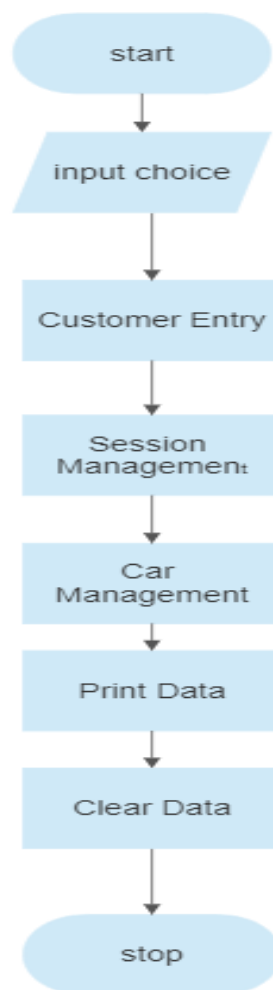 start
input choice
Customer Entry
Session
Management
Car
Management
Print Data
Clear Data
stop